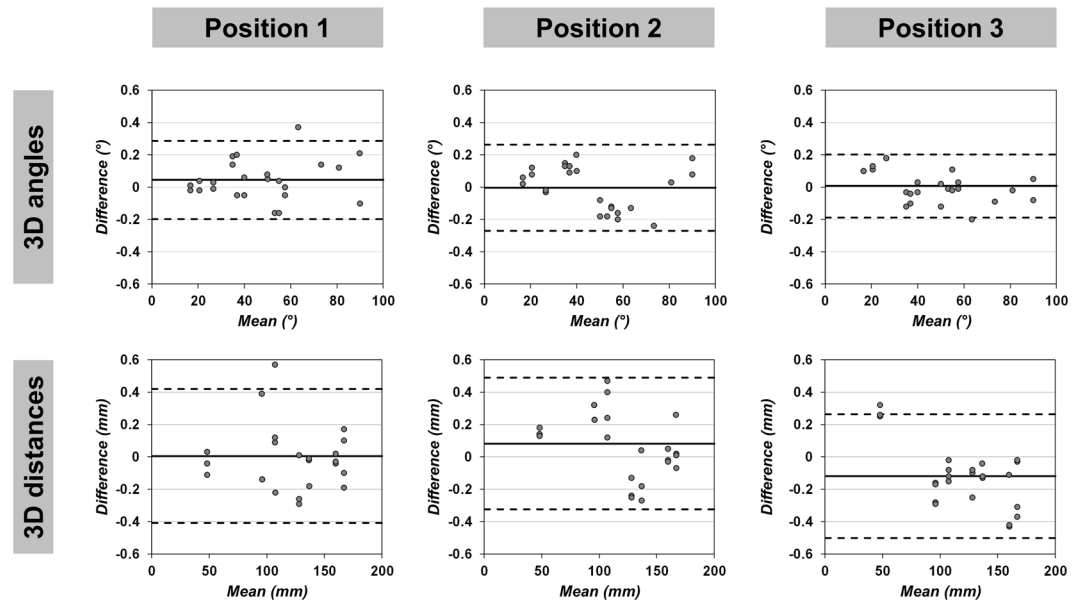 Position 1
Position 2
Position 3
3D angles
0.6
0.4
0.2
0
-0.2
-0.4
-0.6
Difference (°)
0 20 40 60 80 100
Mean (°)
0.6
0.4
0.2
0
-0.2
-0.4
-0.6
Difference (°)
0 20 40 60 80 100
Mean (°)
0.6
0.4
0.2
0
-0.2
-0.4
-0.6
Difference (°)
0 20 40 60 80 100
Mean (°)
3D distances
0.6
0.4
0.2
0
-0.2
-0.4
-0.6
Difference (mm)
0 50 100 150 200
Mean (mm)
0.6
0.4
0.2
0
-0.2
-0.4
-0.6
Difference (mm)
0 50 100 150 200
Mean (mm)
0.6
0.4
0.2
0
-0.2
-0.4
-0.6
Difference (mm)
0 50 100 150 200
Mean (mm)